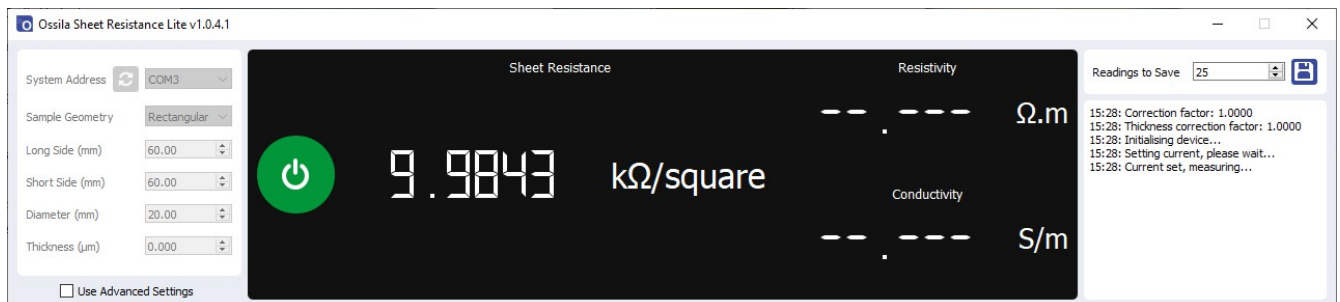 Ossila Sheet Resistance Lite v1.0.4.1
System Address COM3
Sample Geometry Rectangular
Long Side (mm) 60.00
Short Side (mm) 60.00
Diameter (mm) 20.00
Thickness (µm) 0.000
Use Advanced Settings
Sheet Resistance
9.9843 kΩ/square
Resistivity
--.--- Ω.m
Conductivity
--.--- S/m
Readings to Save 25
15:28: Correction factor: 1.0000
15:28: Thickness correction factor: 1.0000
15:28: Initialising device...
15:28: Setting current, please wait...
15:28: Current set, measuring...